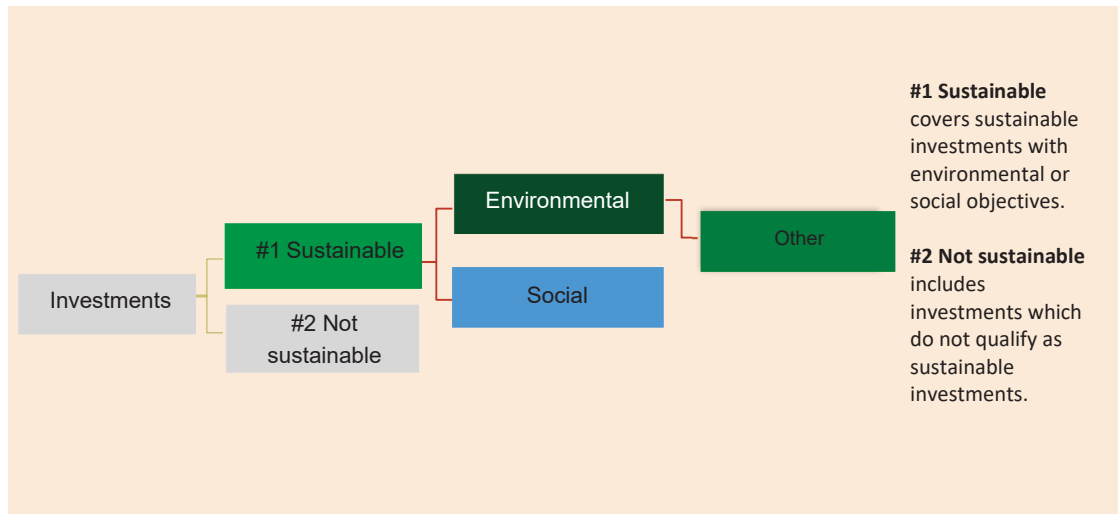 Investments
#1 Sustainable
#2 Not
sustainable
Environmental
Social
Other
#1 Sustainable
covers sustainable
investments with
environmental or
social objectives.
#2 Not sustainable
includes
investments which
do not qualify as
sustainable
investments.